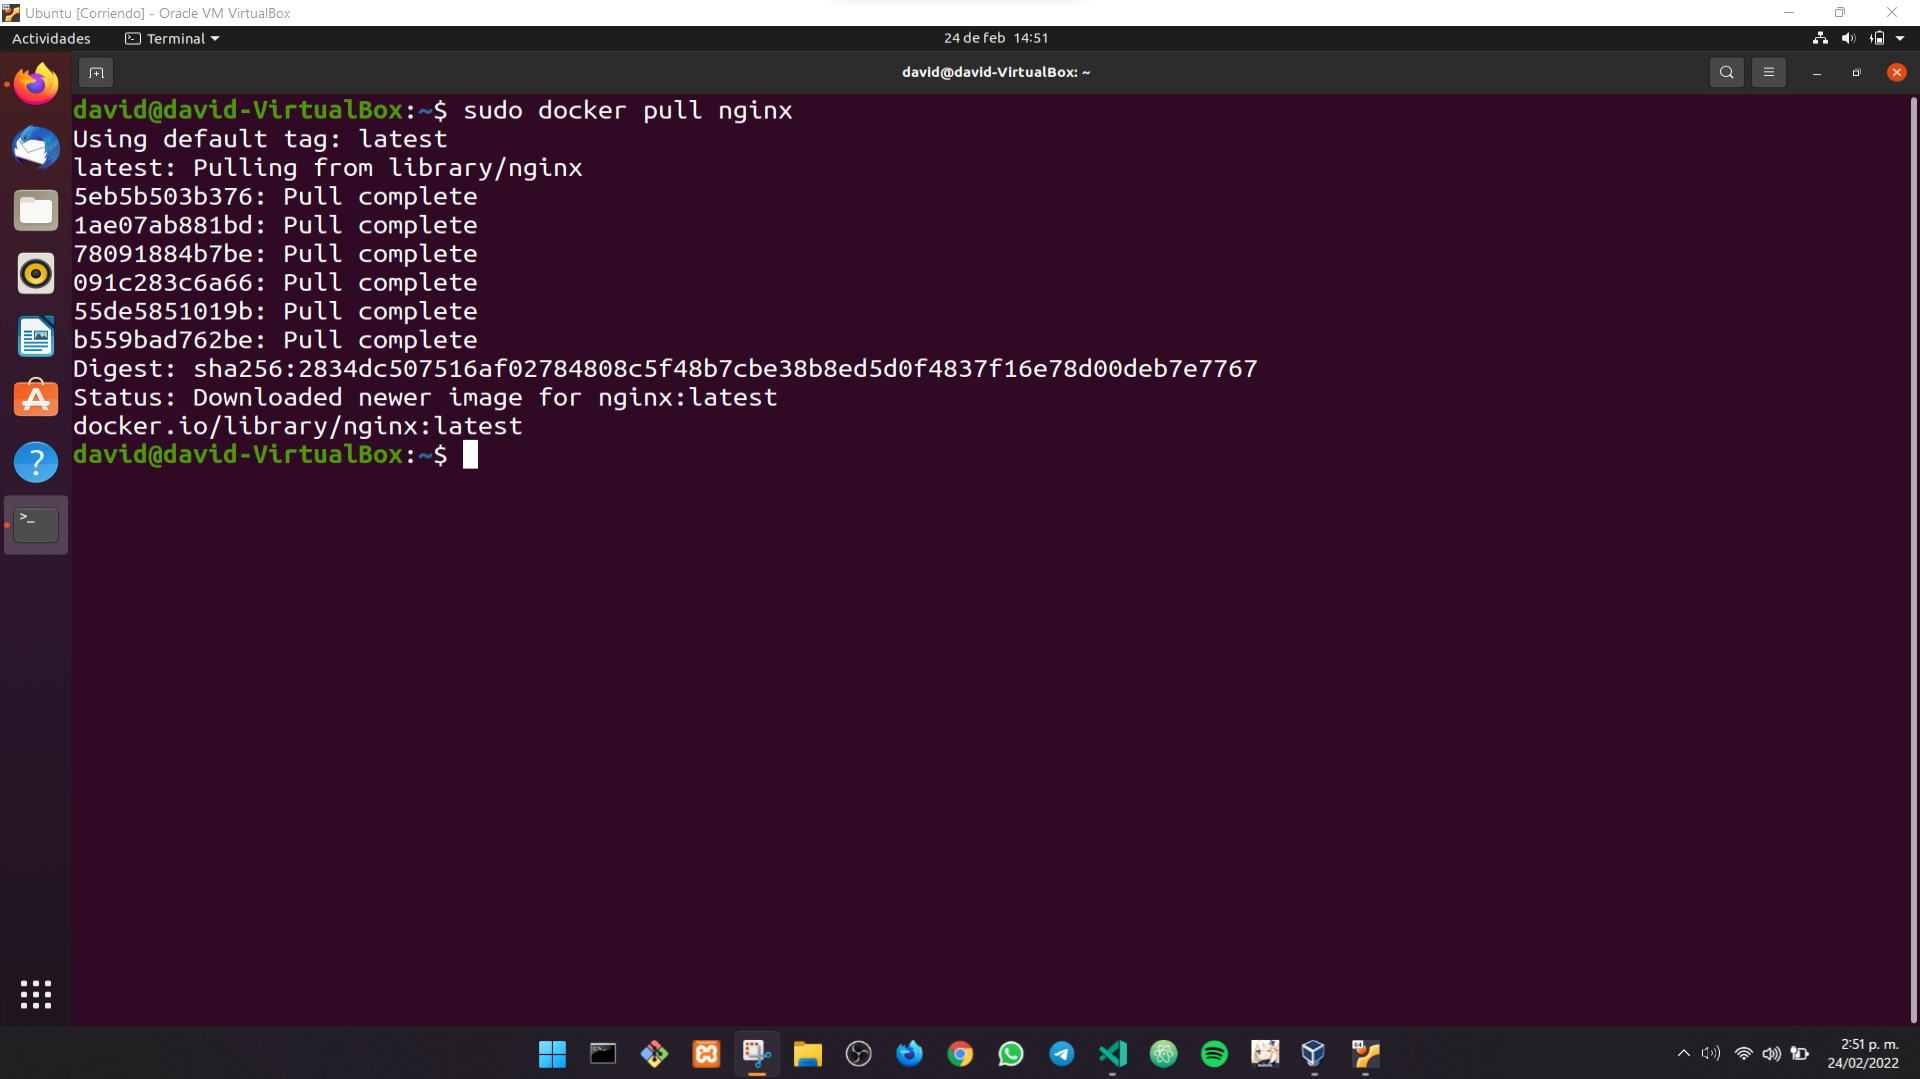 Ubuntu [Corriendo] - Oracle VM VirtualBox
Actividades
Terminal
24 de feb 14:51
david@david-VirtualBox: ~
david@david-VirtualBox:~$ sudo docker pull nginx
Using default tag: latest
latest: Pulling from library/nginx
5eb5b503b376: Pull complete
1ae07ab881bd: Pull complete
78091884b7be: Pull complete
091c283c6a66: Pull complete
55de5851019b: Pull complete
b559bad762be: Pull complete
Digest: sha256:2834dc507516af02784808c5f48b7cbe38b8ed5d0f4837f16e78d00deb7e7767
Status: Downloaded newer image for nginx:latest
docker.io/library/nginx:latest
david@david-VirtualBox:~$
2:51 p. m.
24/02/2022